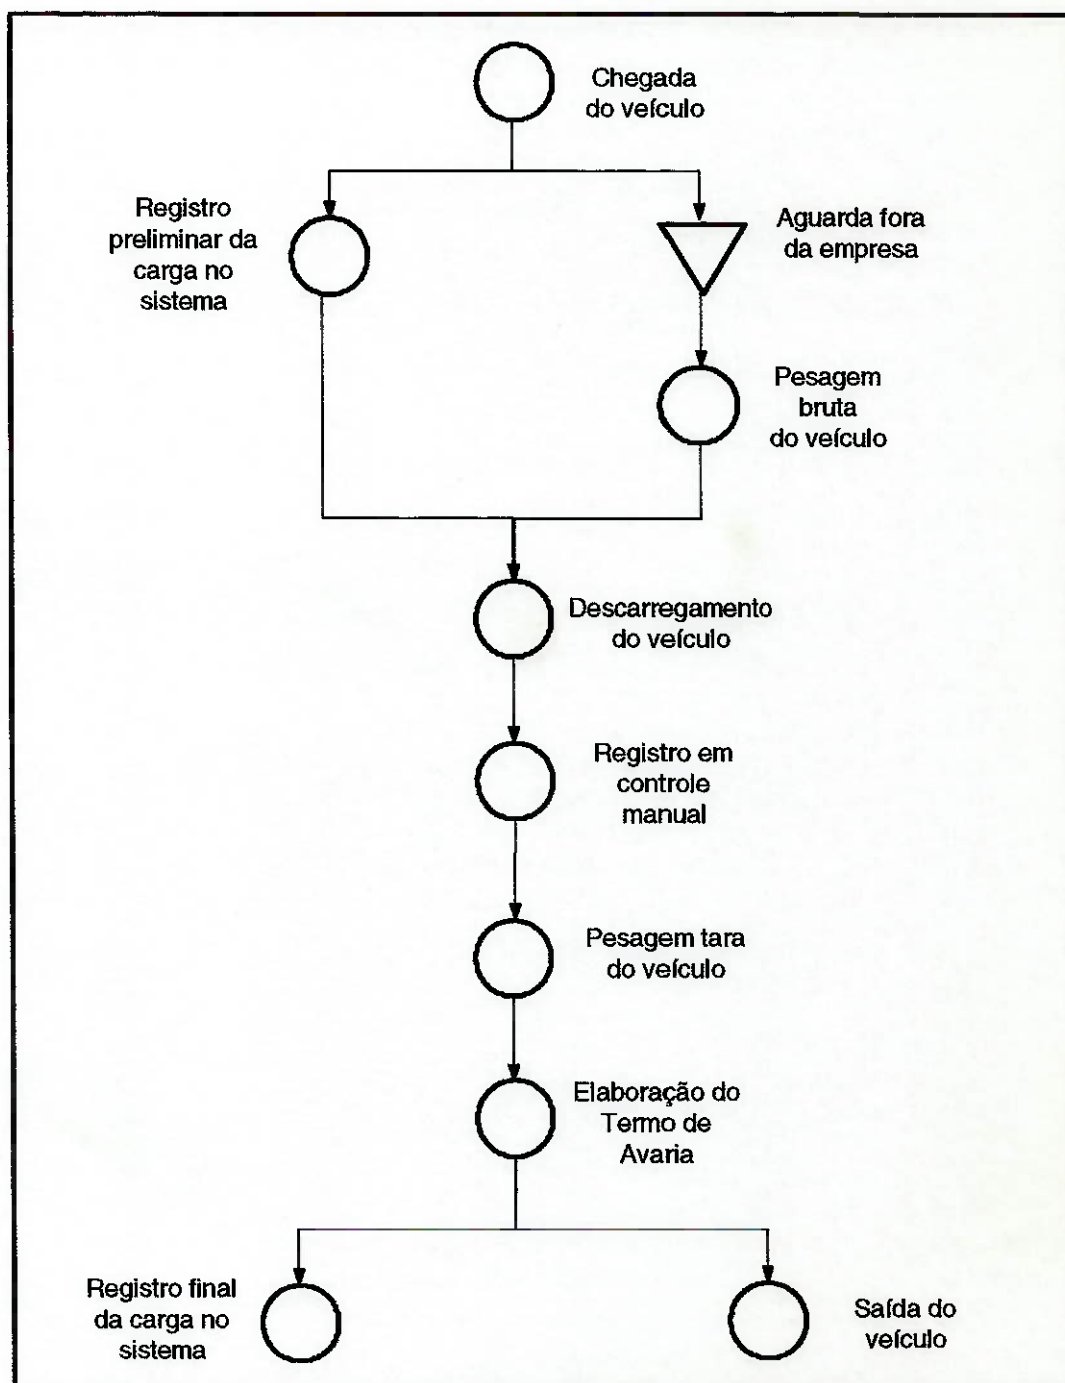 Chegada
do veículo
Registro
preliminar da
carga no
sistema
Aguarda fora
da empresa
Pesagem
bruta
do veículo
Descarregamento
do veículo
Registro em
controle
manual
Pesagem tara
do veículo
Elaboração do
Termo de
Avaria
Registro final
da carga no
sistema
Saída do
veículo